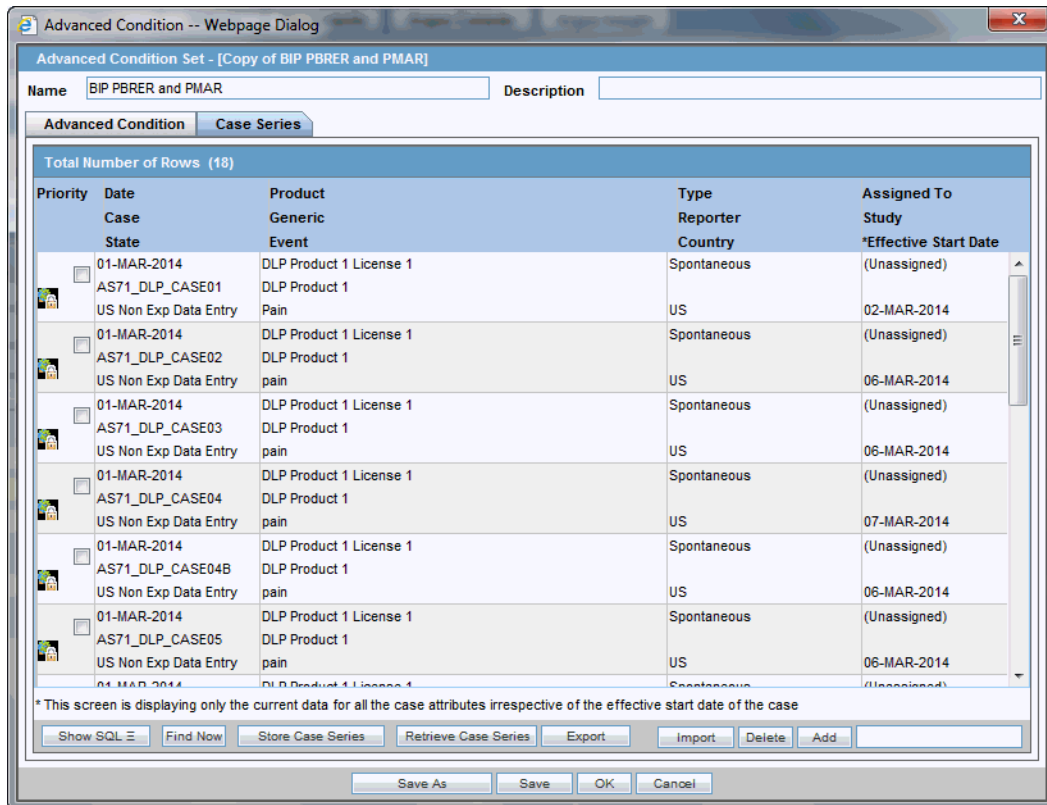 Advanced Condition -- Webpage Dialog
Advanced Condition Set - [Copy of BIP PBRER and PMAR]
Name BIP PBRER and PMAR Description
Advanced Condition Case Series
Total Number of Rows (18)
Priority Date Product Type Assigned To
Case Generic Reporter Study
State Event Country *Effective Start Date
01-MAR-2014 DLP Product 1 License 1 Spontaneous (Unassigned)
AS71_DLP_CASE01 DLP Product 1
US Non Exp Data Entry Pain US 02-MAR-2014
01-MAR-2014 DLP Product 1 License 1 Spontaneous (Unassigned)
AS71_DLP_CASE02 DLP Product 1
US Non Exp Data Entry pain US 06-MAR-2014
01-MAR-2014 DLP Product 1 License 1 Spontaneous (Unassigned)
AS71_DLP_CASE03 DLP Product 1
US Non Exp Data Entry pain US 06-MAR-2014
01-MAR-2014 DLP Product 1 License 1 Spontaneous (Unassigned)
AS71_DLP_CASE04 DLP Product 1
US Non Exp Data Entry pain US 07-MAR-2014
01-MAR-2014 DLP Product 1 License 1 Spontaneous (Unassigned)
AS71_DLP_CASE04B DLP Product 1
US Non Exp Data Entry pain US 06-MAR-2014
01-MAR-2014 DLP Product 1 License 1 Spontaneous (Unassigned)
AS71_DLP_CASE05 DLP Product 1
US Non Exp Data Entry pain US 06-MAR-2014
01-MAR-2014 DLP Product 1 License 1 Spontaneous (Unassigned)
* This screen is displaying only the current data for all the case attributes irrespective of the effective start date of the case
Show SQL Ξ Find Now Store Case Series Retrieve Case Series Export Import Delete Add
Save As Save OK Cancel